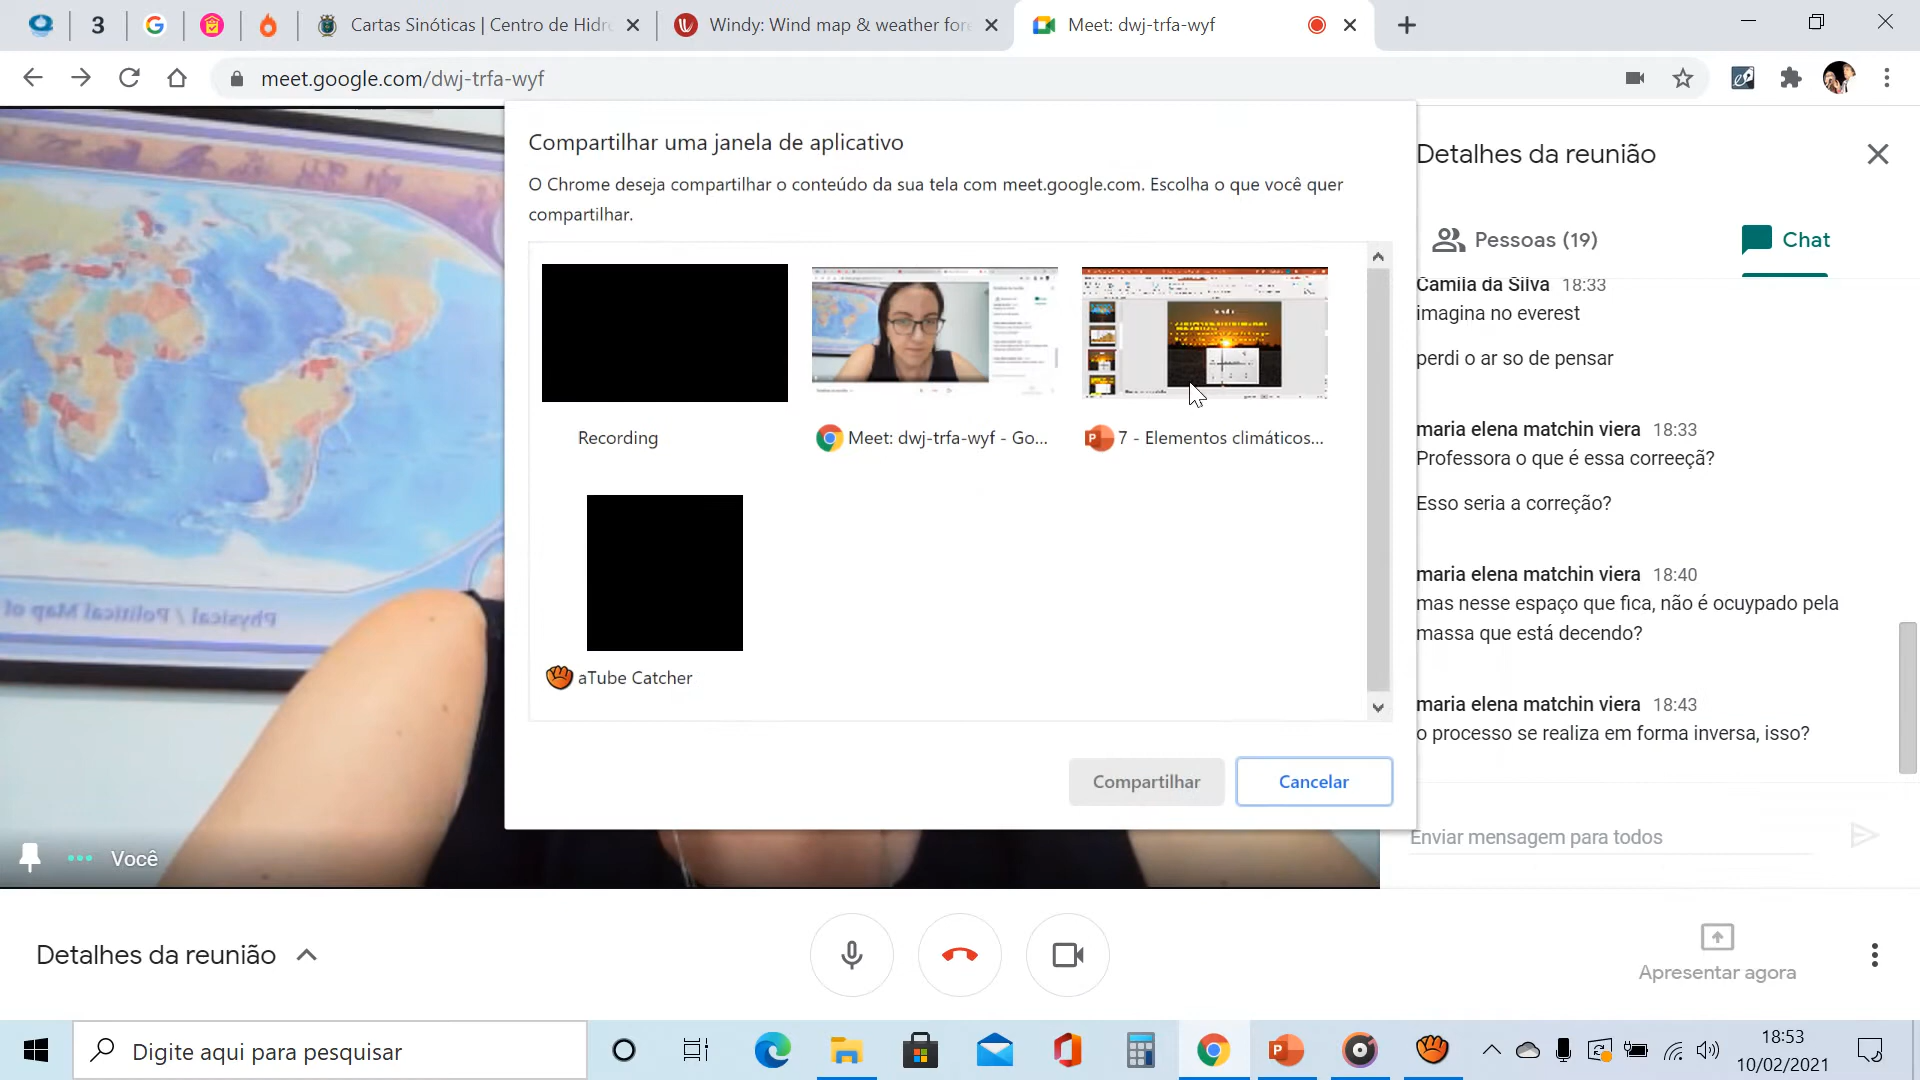 3
Cartas Sinóticas | Centro de Hidr
Windy: Wind map & weather fore
Meet: dwj-trfa-wyf
meet.google.com/dwj-trfa-wyf
Compartilhar uma janela de aplicativo
O Chrome deseja compartilhar o conteúdo da sua tela com meet.google.com. Escolha o que você quer
compartilhar.
Recording
Meet: dwj-trfa-wyf - Go...
7 - Elementos climáticos...
aTube Catcher
Compartilhar
Cancelar
Physical / Political Map of
Você
Detalhes da reunião
Pessoas (19)
Chat
Camila da Silva 18:33
imagina no everest
perdi o ar so de pensar
maria elena matchin viera 18:33
Professora o que é essa correeçã?
Esso seria a correção?
maria elena matchin viera 18:40
mas nesse espaço que fica, não é ocuypado pela
massa que está decendo?
maria elena matchin viera 18:43
o processo se realiza em forma inversa, isso?
Enviar mensagem para todos
Detalhes da reunião
Apresentar agora
Digite aqui para pesquisar
18:53
10/02/2021